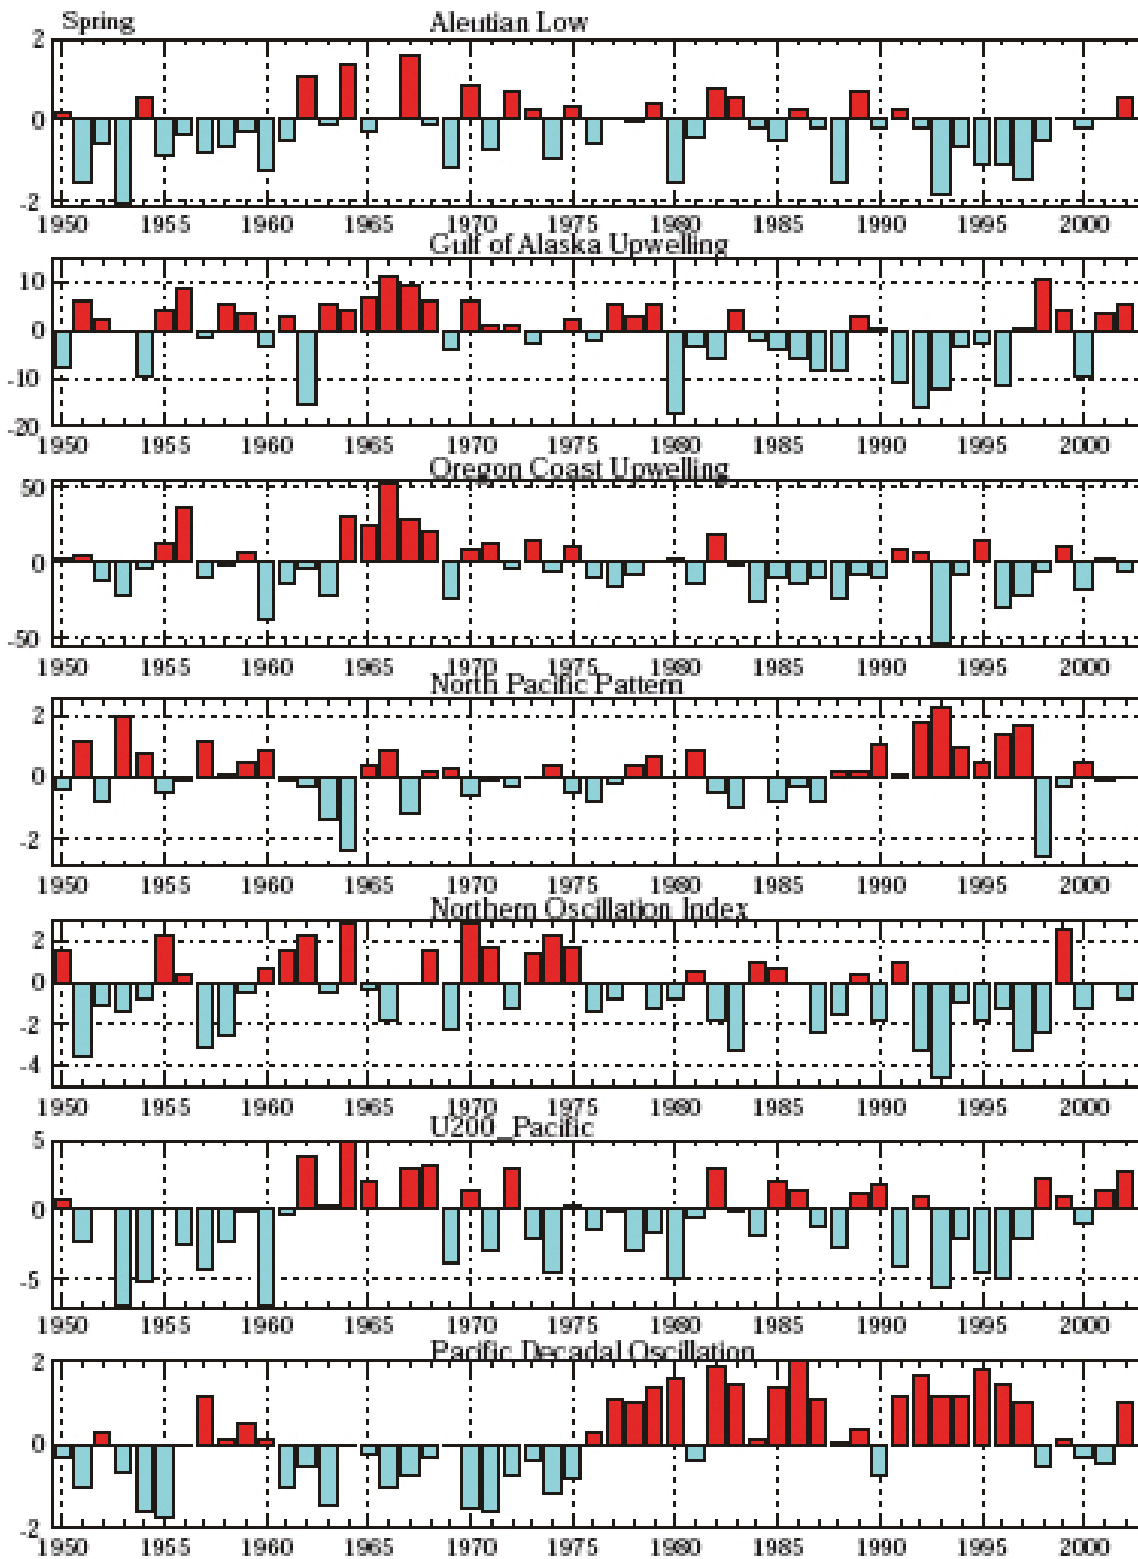 Spring Aleutian Low
2
0
-2
1950 1955 1960 1965 1970 1975 1980 1985 1990 1995 2000
Gulf of Alaska Upwelling
10
0
-10
-20
1950 1955 1960 1965 1970 1975 1980 1985 1990 1995 2000
Oregon Coast Upwelling
50
0
-50
1950 1955 1960 1965 1970 1975 1980 1985 1990 1995 2000
North Pacific Pattern
2
0
-2
1950 1955 1960 1965 1970 1975 1980 1985 1990 1995 2000
Northern Oscillation Index
2
0
-2
-4
1950 1955 1960 1965 1970 1975 1980 1985 1990 1995 2000
U200_Pacific
5
0
-5
1950 1955 1960 1965 1970 1975 1980 1985 1990 1995 2000
Pacific Decadal Oscillation
2
0
-2
1950 1955 1960 1965 1970 1975 1980 1985 1990 1995 2000